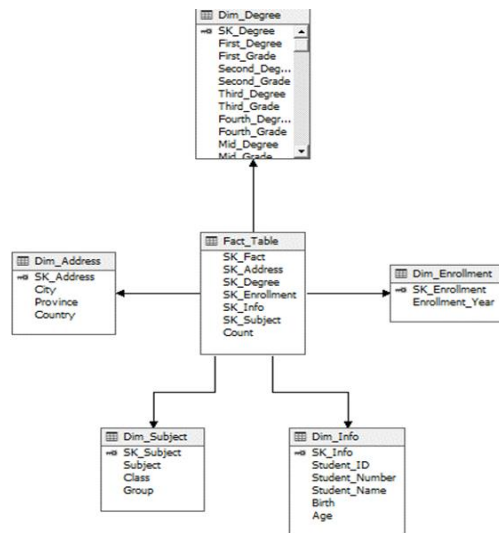 Dim_Degree
SK_Degree
First_Degree
First_Grade
Second_Deg...
Second_Grade
Third_Degree
Third_Grade
Fourth_Degr...
Fourth_Grade
Mid_Degree
Mid_Grade
Dim_Address
SK_Address
City
Province
Country
Fact_Table
SK_Fact
SK_Address
SK_Degree
SK_Enrollment
SK_Info
SK_Subject
Count
Dim_Enrollment
SK_Enrollment
Enrollment_Year
Dim_Subject
SK_Subject
Subject
Class
Group
Dim_Info
SK_Info
Student_ID
Student_Number
Student_Name
Birth
Age